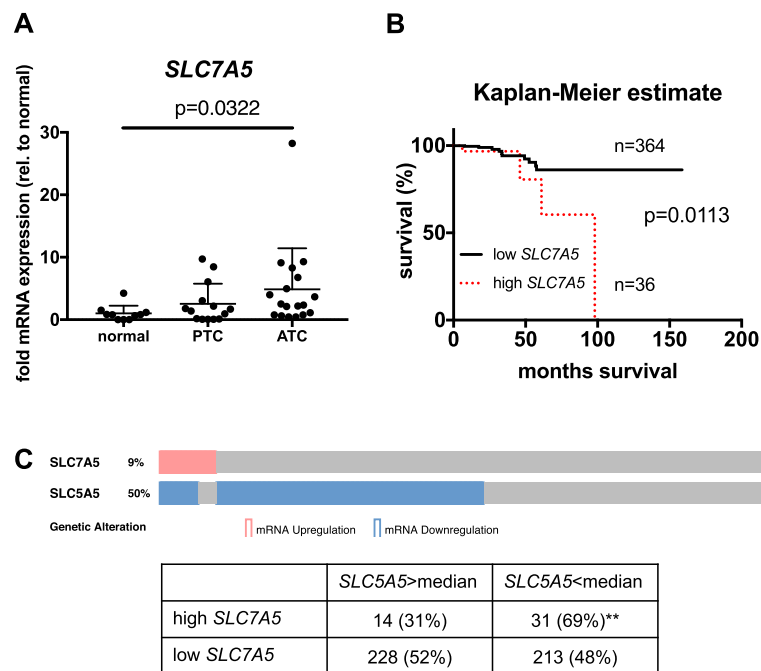 A
SLC7A5
p=0.0322
fold mRNA expression (rel. to normal)
30
20
10
0
normal PTC ATC
B
Kaplan-Meier estimate
survival (%)
100
50
0
n=364
p=0.0113
low SLC7A5
high SLC7A5
n=36
0 50 100 150 200
months survival
C
SLC7A5 9%
SLC5A5 50%
Genetic Alteration mRNA Upregulation mRNA Downregulation
SLC5A5>median SLC5A5<median
high SLC7A5 14 (31%) 31 (69%)**
low SLC7A5 228 (52%) 213 (48%)